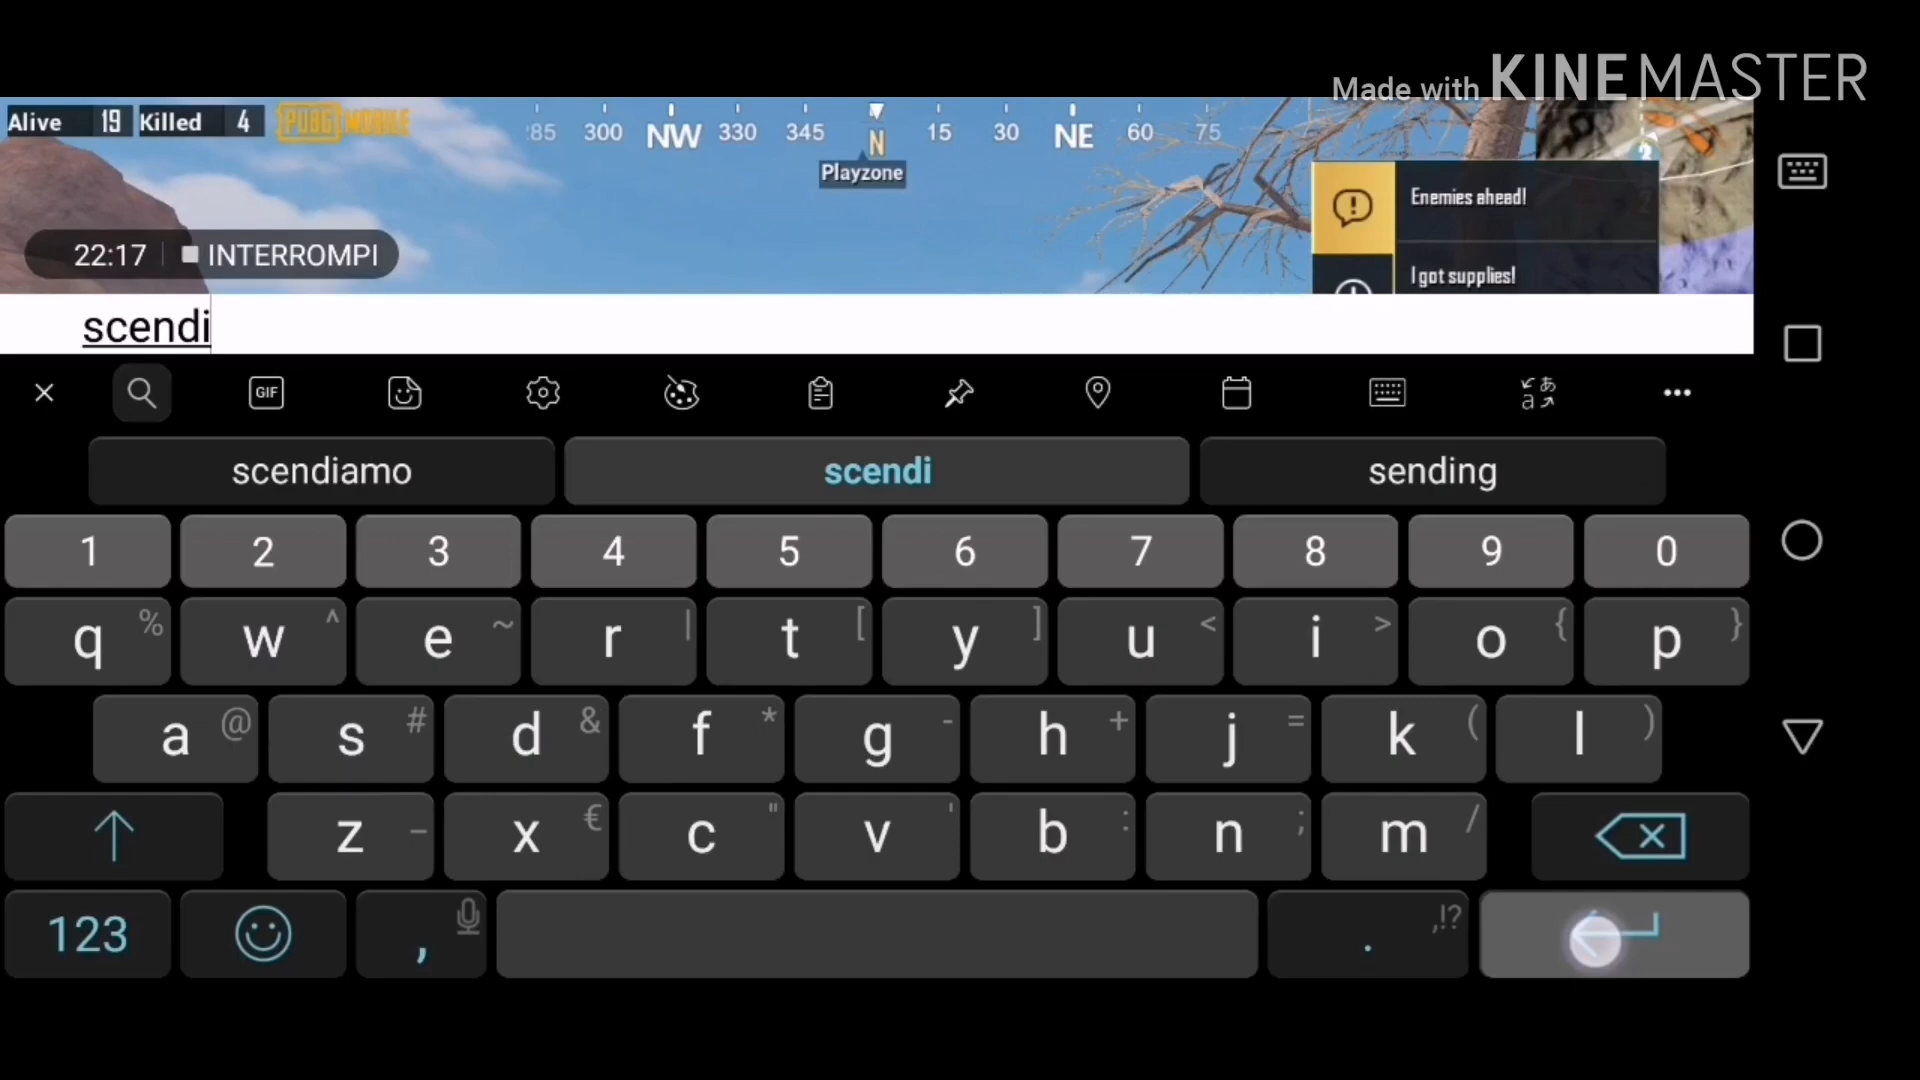 Made with KINEMASTER
Alive 19 Killed 4 PUBG MOBILE
285 300 NW 330 345 N 15 30 NE 60 75
Playzone
Enemies ahead!
22:17 INTERROMPI
I got supplies!
scendi
GIF
あ
a
scendiamo scendi sending
1 2 3 4 5 6 7 8 9 0
q % w ^ e ~ r | t [ y ] u < i > o { p }
a @ s # d & f * g - h + j = k ( l )
z _ x € c " v ' b : n ; m /
123 , . ,!?